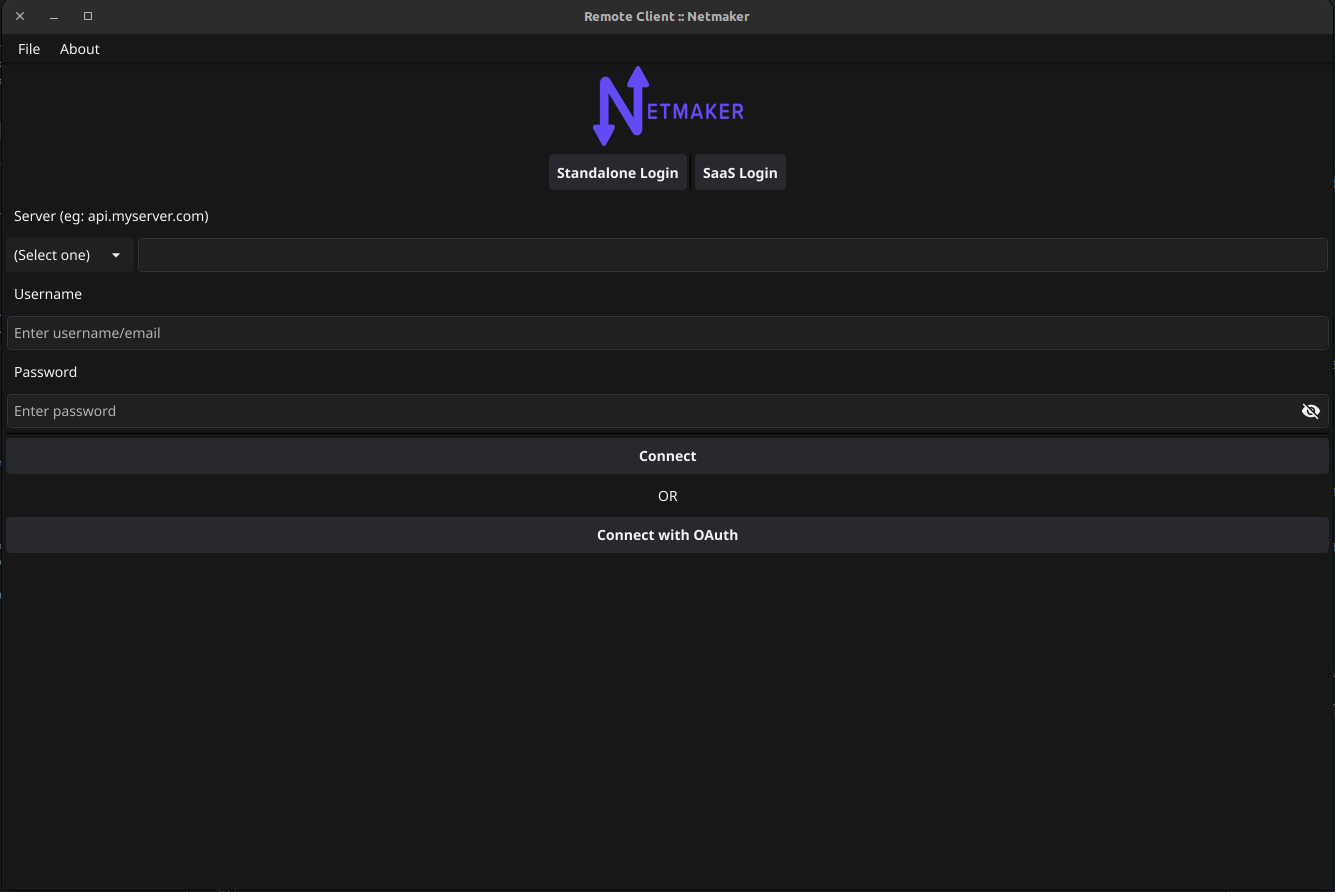 Remote Client :: Netmaker
File About
NETMAKER
Standalone Login SaaS Login
Server (eg: api.myserver.com)
(Select one)
Username
Enter username/email
Password
Enter password
Connect
OR
Connect with OAuth